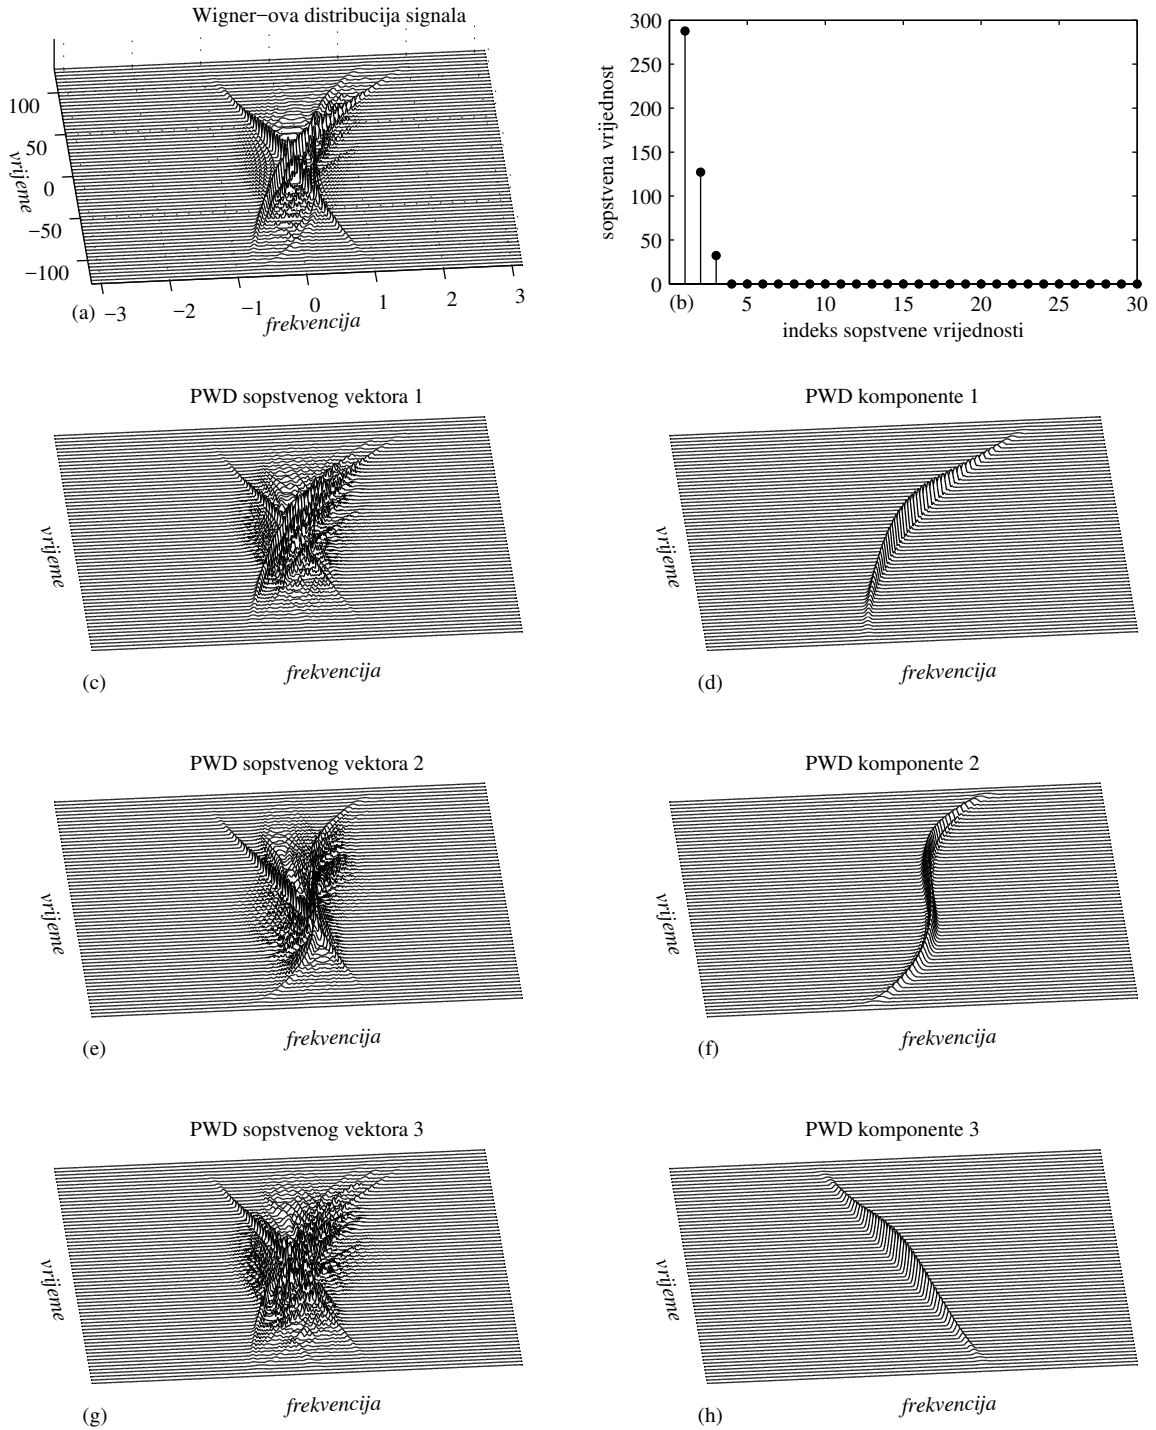 Wigner−ova distribucija signala
100
50
0
−50
−100
vrijeme
−3
−2
−1
0
1
2
3
frekvencija
(a)
300
250
200
150
100
50
0
sopstvena vrijednost
5
10
15
20
25
30
indeks sopstvene vrijednosti
(b)
PWD sopstvenog vektora 1
vrijeme
frekvencija
(c)
PWD komponente 1
vrijeme
frekvencija
(d)
PWD sopstvenog vektora 2
vrijeme
frekvencija
(e)
PWD komponente 2
vrijeme
frekvencija
(f)
PWD sopstvenog vektora 3
vrijeme
frekvencija
(g)
PWD komponente 3
vrijeme
frekvencija
(h)